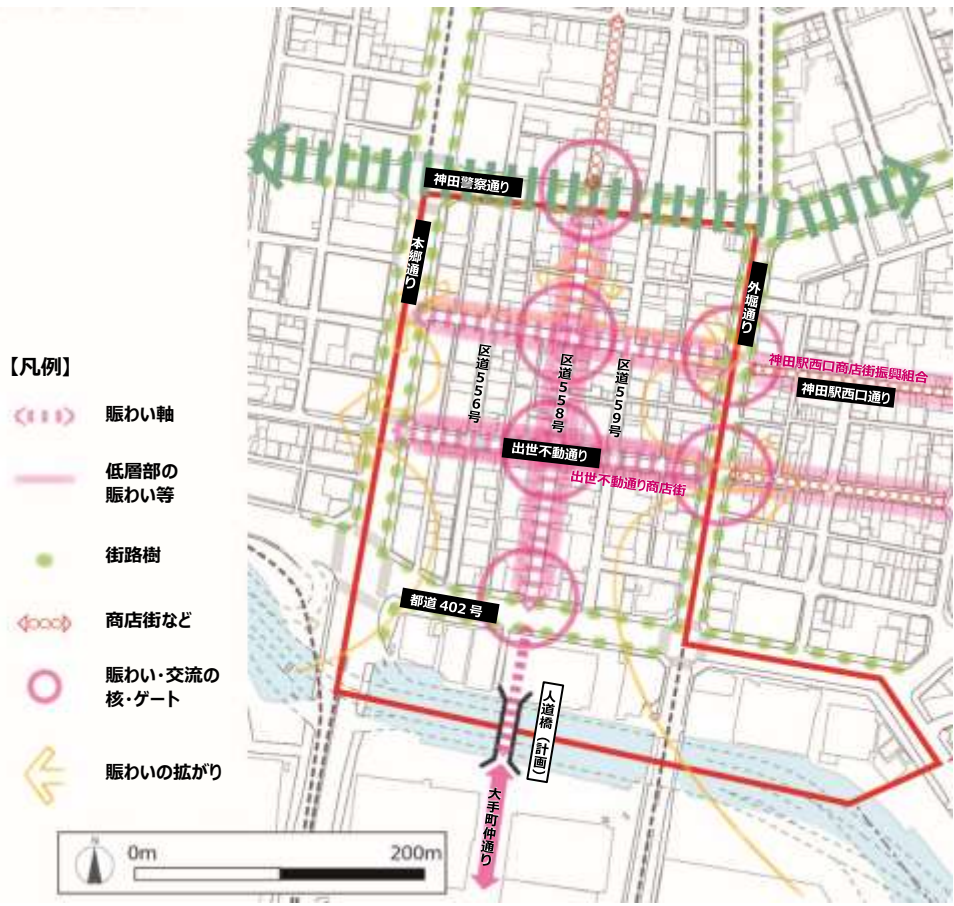 神田警察通り
本郷通り
外堀通り
神田駅西口商店街振興組合
神田駅西口通り
区道556号
区道558号
区道559号
出世不動通り
出世不動通り商店街
都道402号
人道橋（計画）
大手町仲通り
【凡例】
賑わい軸
低層部の
賑わい等
街路樹
商店街など
賑わい・交流の
核・ゲート
賑わいの拡がり
N
0m
200m